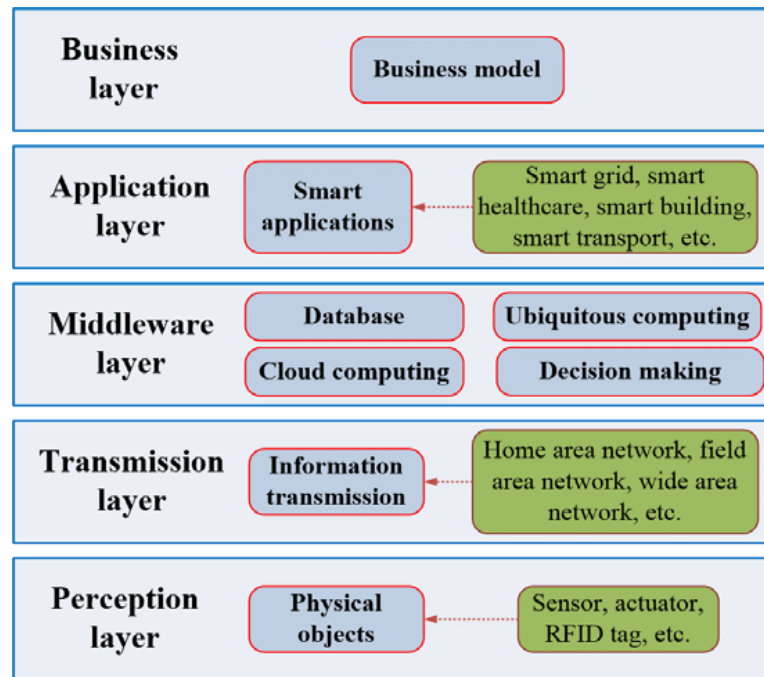 Business
layer
Business model
Application
layer
Smart
applications
Smart grid, smart
healthcare, smart building,
smart transport, etc.
Middleware
layer
Database
Ubiquitous computing
Cloud computing
Decision making
Transmission
layer
Information
transmission
Home area network, field
area network, wide area
network, etc.
Perception
layer
Physical
objects
Sensor, actuator,
RFID tag, etc.